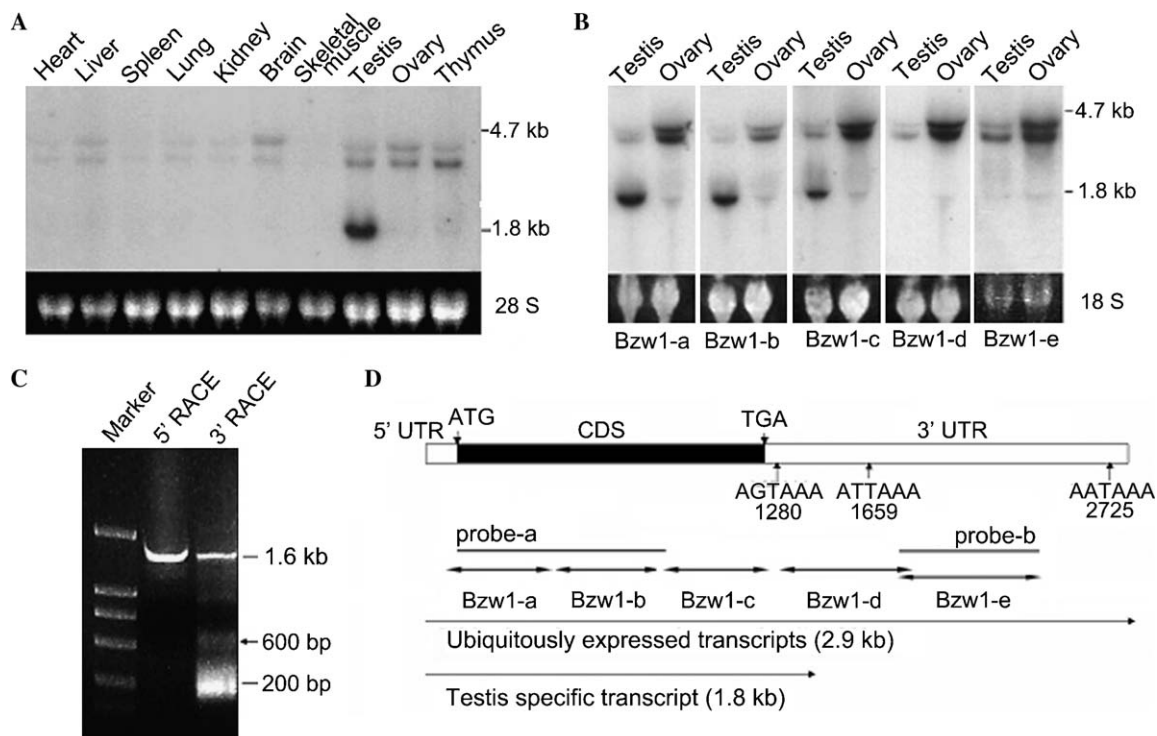 A
Heart Liver Spleen Lung Kidney Brain Skeletal muscle Testis Ovary Thymus
4.7 kb
1.8 kb
28 S
B
Testis Ovary Testis Ovary Testis Ovary Testis Ovary Testis Ovary
4.7 kb
1.8 kb
18 S
Bzw1-a Bzw1-b Bzw1-c Bzw1-d Bzw1-e
C
Marker 5' RACE 3' RACE
1.6 kb
600 bp
200 bp
D
5' UTR ATG CDS TGA 3' UTR
AGTAAA ATTAAA AATAAA
1280 1659 2725
probe-a probe-b
Bzw1-a Bzw1-b Bzw1-c Bzw1-d Bzw1-e
Ubiquitously expressed transcripts (2.9 kb)
Testis specific transcript (1.8 kb)